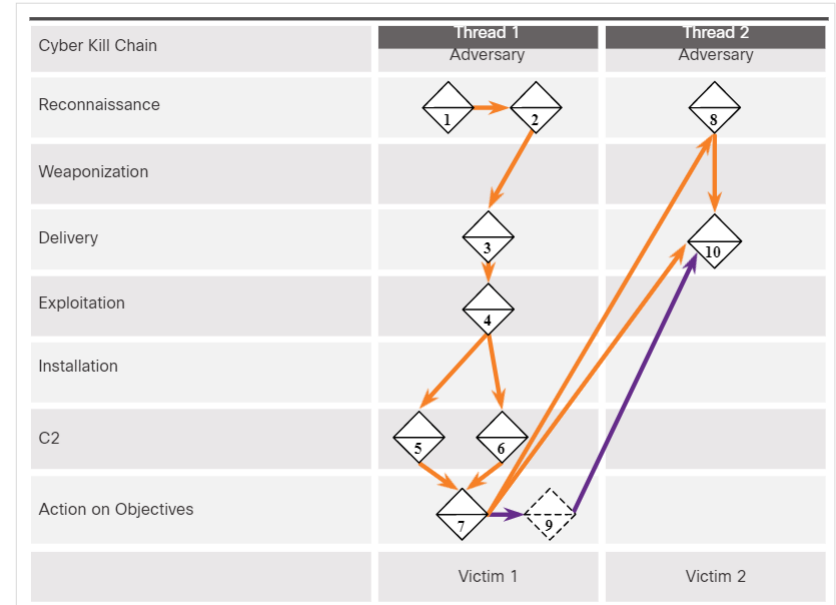 Cyber Kill Chain
Thread 1
Adversary
Thread 2
Adversary
Reconnaissance
1
2
8
Weaponization
Delivery
3
10
Exploitation
4
Installation
C2
5
6
Action on Objectives
7
9
Victim 1
Victim 2